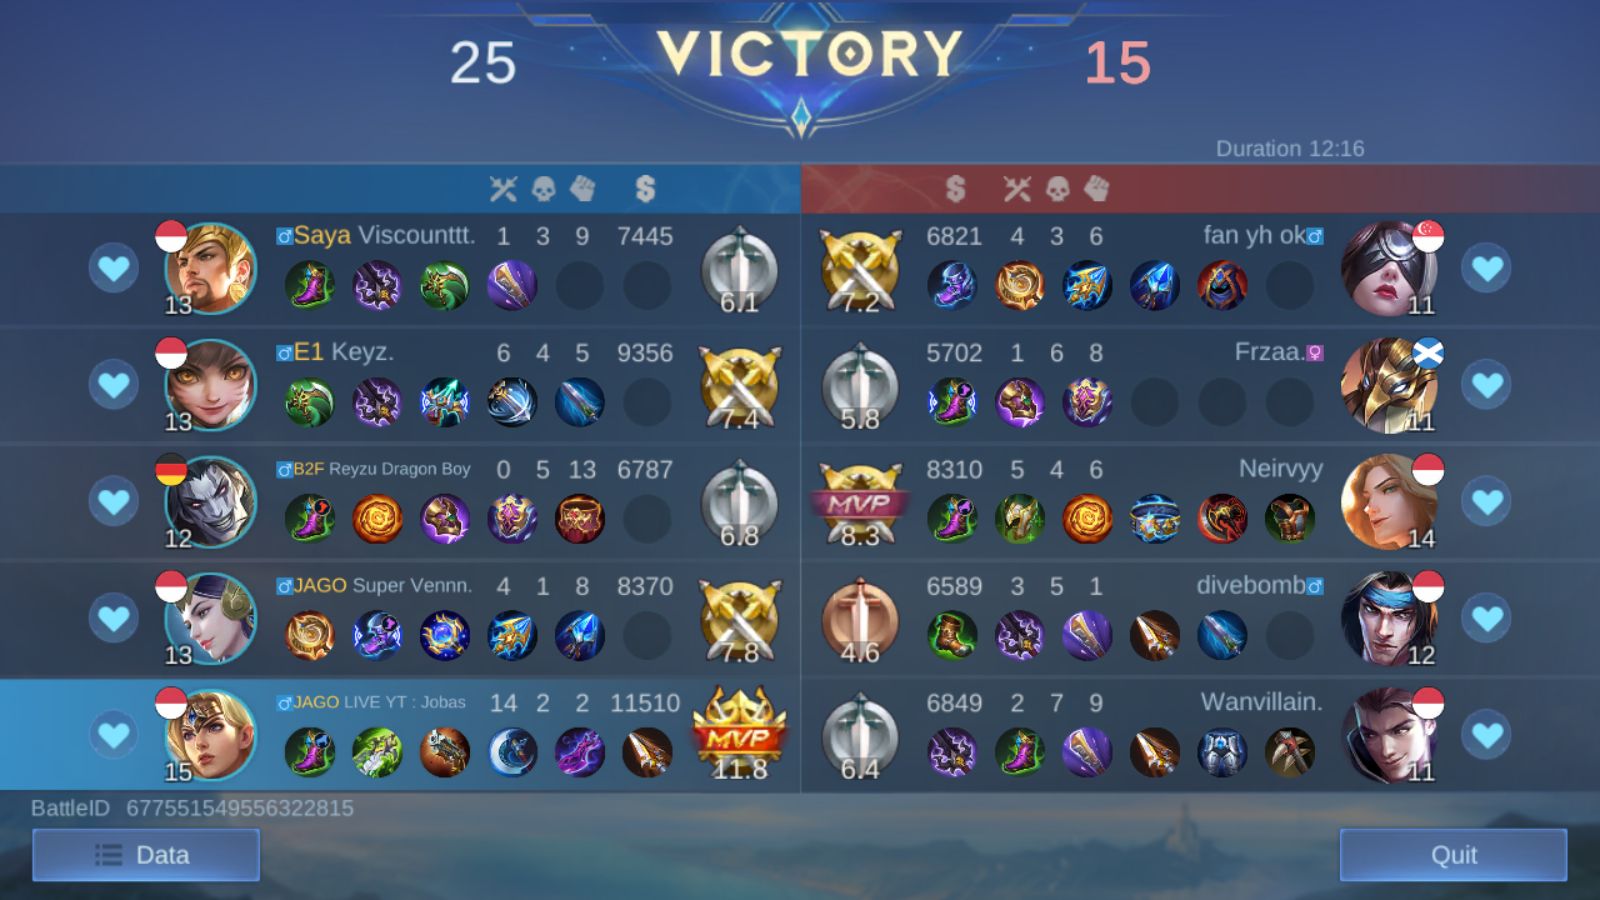 25 VICTORY 15
Duration 12:16
Saya Viscounttt. 1 3 9 7445
13 6.1
6821 4 3 6 fan yh ok
7.2 11
E1 Keyz. 6 4 5 9356
13 7.4
5702 1 6 8 Frzaa.
5.8 11
B2F Reyzu Dragon Boy 0 5 13 6787
12 6.8
8310 5 4 6 Neirvyy
MVP
8.3 14
JAGO Super Vennn. 4 1 8 8370
13 7.8
6589 3 5 1 divebomb
4.6 12
JAGO LIVE YT : Jobas 14 2 2 11510
MVP
15 11.8
6849 2 7 9 Wanvillain.
6.4 11
BattleID 677551549556322815
Data
Quit